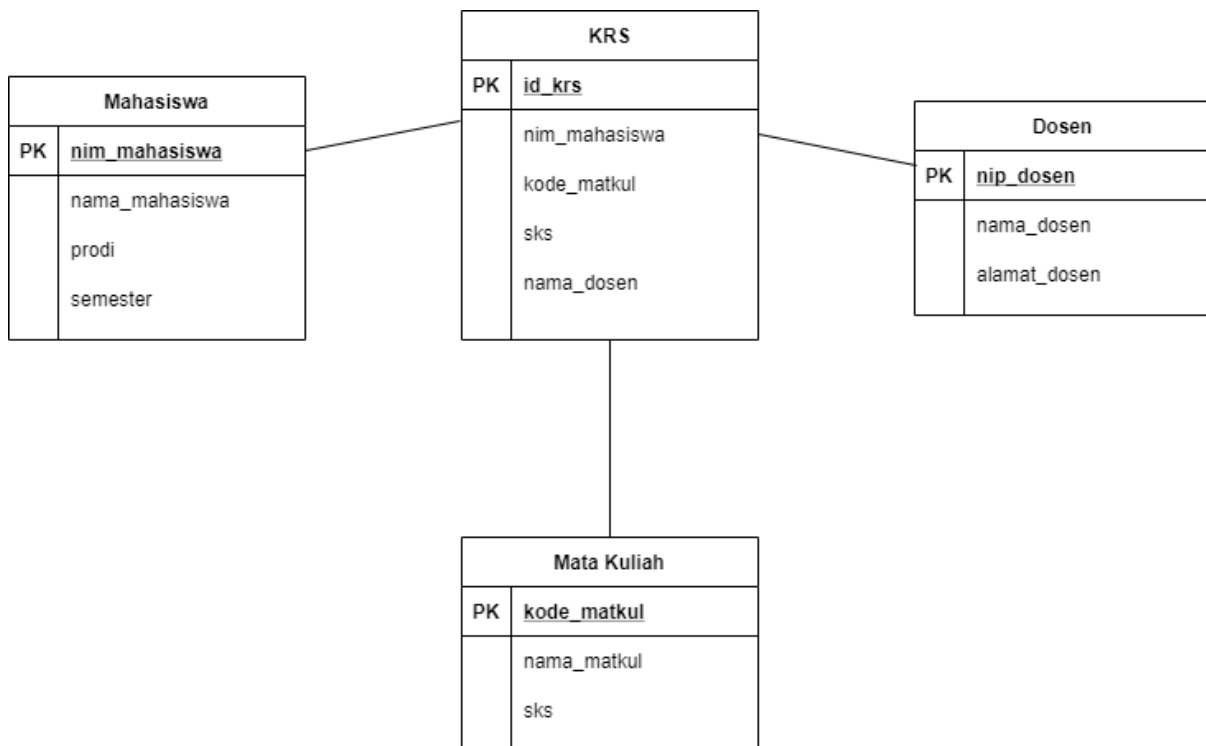 Mahasiswa
PK nim_mahasiswa
nama_mahasiswa
prodi
semester
KRS
PK id_krs
nim_mahasiswa
kode_matkul
sks
nama_dosen
Dosen
PK nip_dosen
nama_dosen
alamat_dosen
Mata Kuliah
PK kode_matkul
nama_matkul
sks